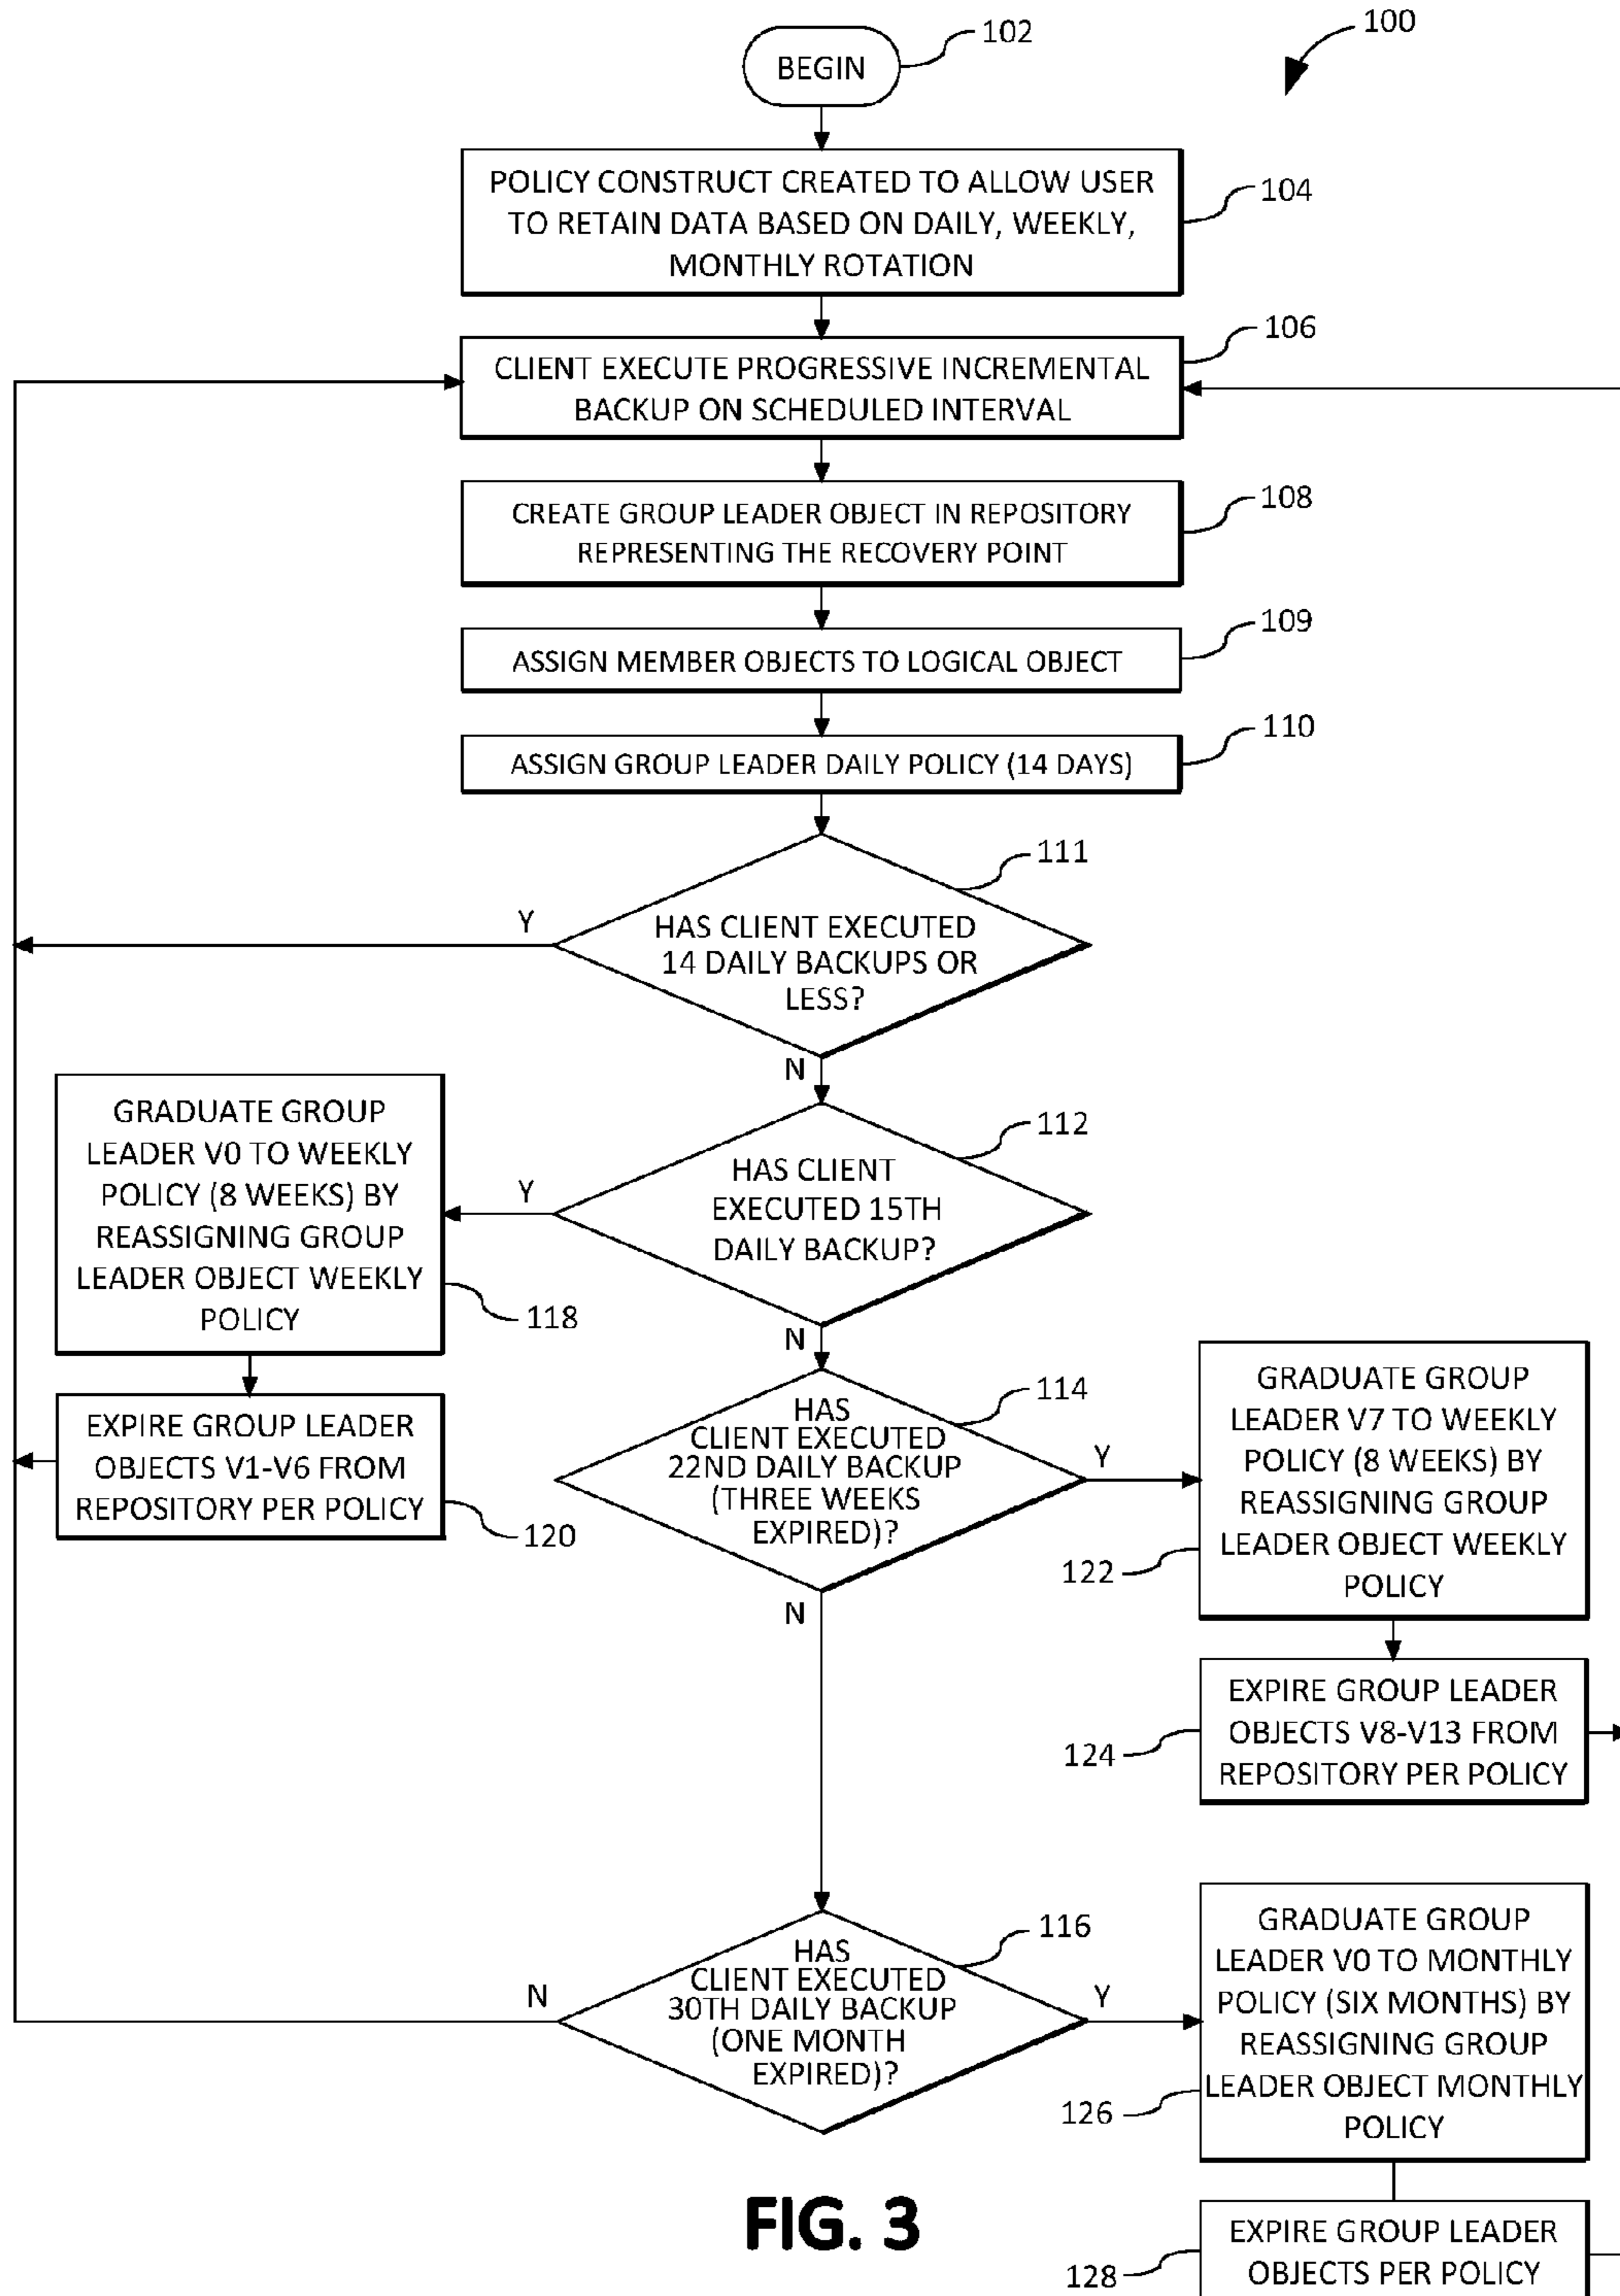 100
BEGIN
102
POLICY CONSTRUCT CREATED TO ALLOW USER
TO RETAIN DATA BASED ON DAILY, WEEKLY,
MONTHLY ROTATION
104
CLIENT EXECUTE PROGRESSIVE INCREMENTAL
BACKUP ON SCHEDULED INTERVAL
106
CREATE GROUP LEADER OBJECT IN REPOSITORY
REPRESENTING THE RECOVERY POINT
108
ASSIGN MEMBER OBJECTS TO LOGICAL OBJECT
109
ASSIGN GROUP LEADER DAILY POLICY (14 DAYS)
110
HAS CLIENT EXECUTED
14 DAILY BACKUPS OR
LESS?
111
Y
N
HAS CLIENT
EXECUTED 15TH
DAILY BACKUP?
112
Y
N
GRADUATE GROUP
LEADER V0 TO WEEKLY
POLICY (8 WEEKS) BY
REASSIGNING GROUP
LEADER OBJECT WEEKLY
POLICY
118
EXPIRE GROUP LEADER
OBJECTS V1-V6 FROM
REPOSITORY PER POLICY
120
HAS
CLIENT EXECUTED
22ND DAILY BACKUP
(THREE WEEKS
EXPIRED)?
114
Y
N
GRADUATE GROUP
LEADER V7 TO WEEKLY
POLICY (8 WEEKS) BY
REASSIGNING GROUP
LEADER OBJECT WEEKLY
POLICY
122
EXPIRE GROUP LEADER
OBJECTS V8-V13 FROM
REPOSITORY PER POLICY
124
HAS
CLIENT EXECUTED
30TH DAILY BACKUP
(ONE MONTH
EXPIRED)?
116
N
Y
GRADUATE GROUP
LEADER V0 TO MONTHLY
POLICY (SIX MONTHS) BY
REASSIGNING GROUP
LEADER OBJECT MONTHLY
POLICY
126
EXPIRE GROUP LEADER
OBJECTS PER POLICY
128
FIG. 3